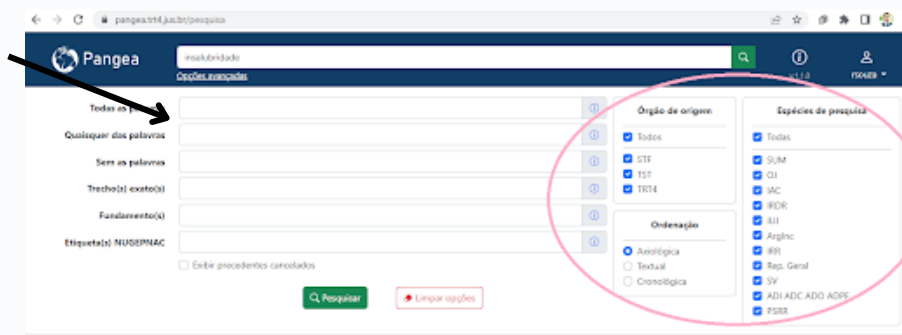 pangea.trt4.jus.br/pesquisa
Pangea
insalubridade
Opções avançadas
v:1.1.0
Todas as
Quaisquer das palavras
Sem as palavras
Trecho(s) exato(s)
Fundamento(s)
Etiqueta(s) NUGEPNAC
Exibir precedentes cancelados
Pesquisar
Limpar opções
Órgão de origem
Todos
STF
TST
TRT4
Ordenação
Axiológica
Textual
Cronológica
Espécies de pesquisa
Todas
SUM
OJ
IAC
IRDR
IUJ
ArgInc
IRR
Rep. Geral
SV
ADI ADC ADO ADPF
PSRR